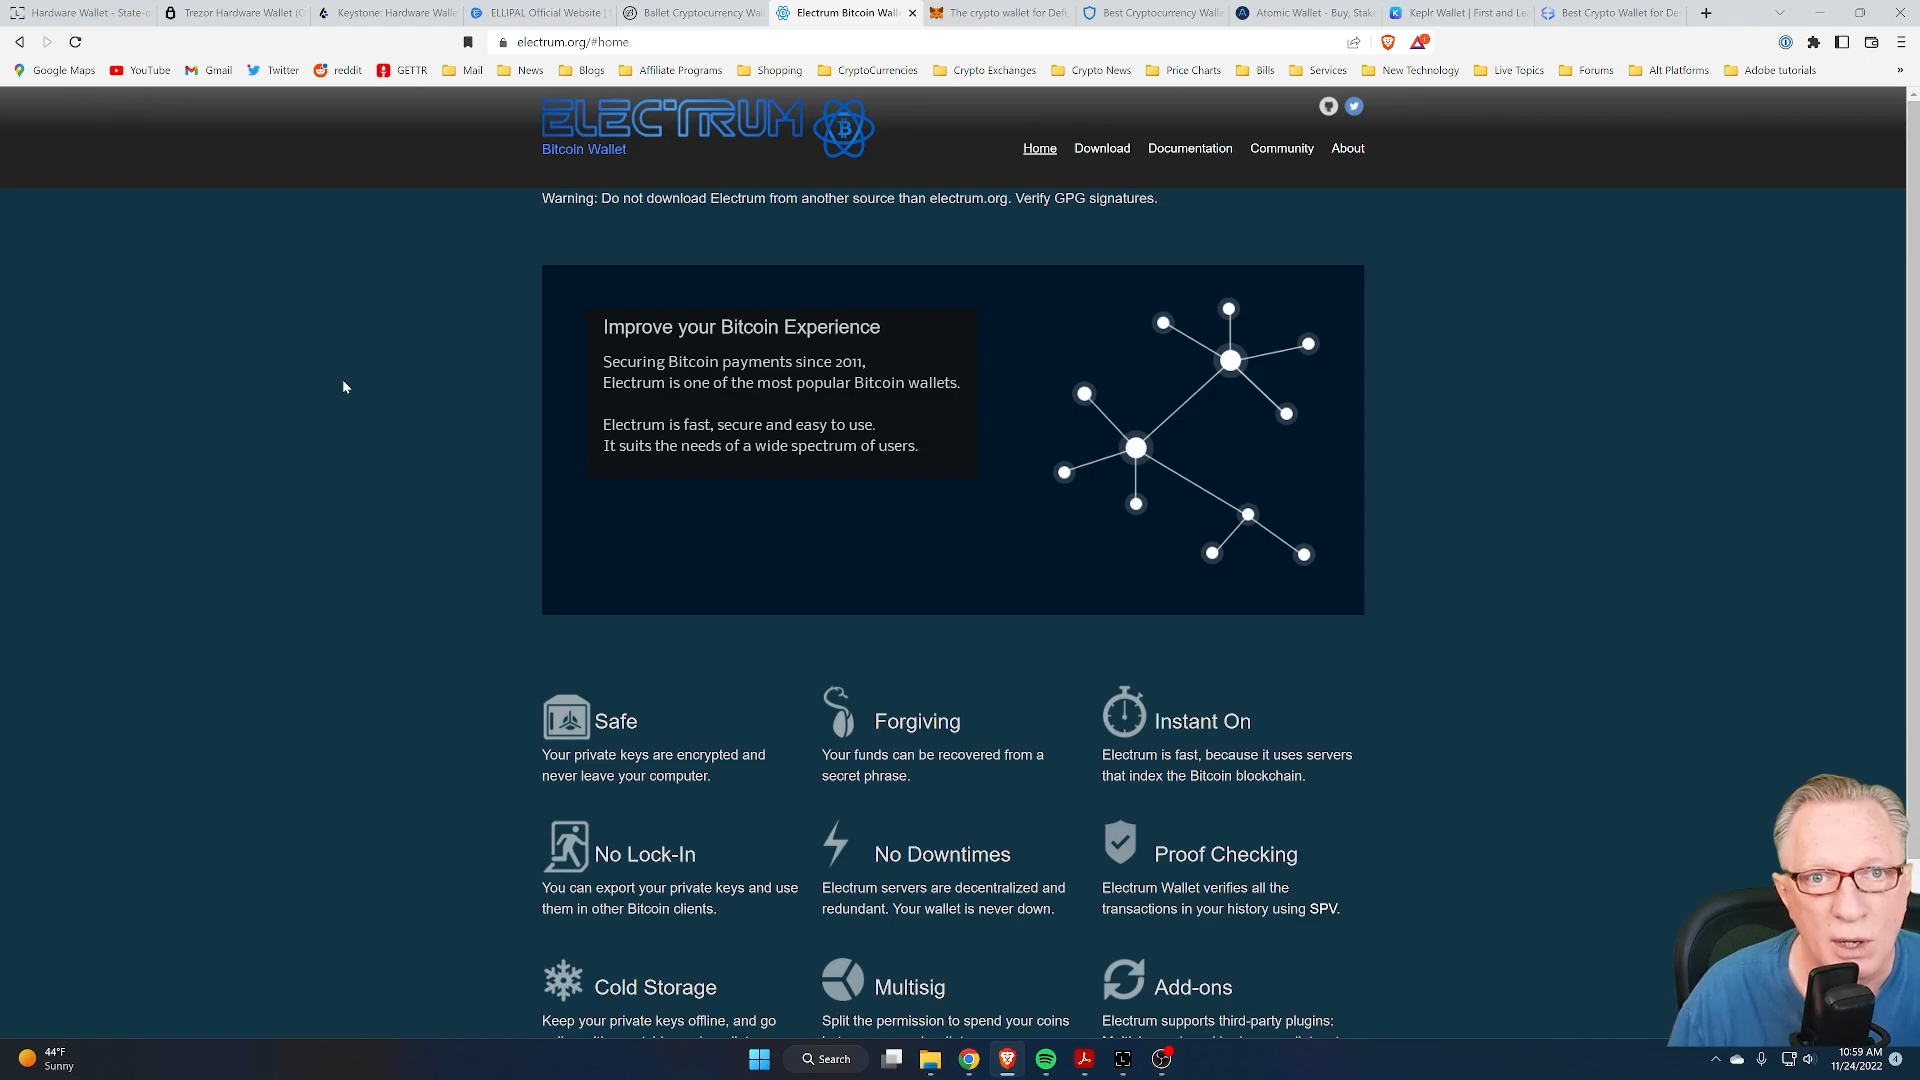 Hardware Wallet - State-o
Trezor Hardware Wallet (O
Keystone: Hardware Walle
ELLIPAL Official Website |
Ballet Cryptocurrency Wa
Electrum Bitcoin Wall
The crypto wallet for Defi,
Best Cryptocurrency Walle
Atomic Wallet - Buy, Stake
Keplr Wallet | First and Le
Best Crypto Wallet for De
electrum.org/#home
Google Maps
YouTube
Gmail
Twitter
reddit
GETTR
Mail
News
Blogs
Affiliate Programs
Shopping
CryptoCurrencies
Crypto Exchanges
Crypto News
Price Charts
Bills
Services
New Technology
Live Topics
Forums
Alt Platforms
Adobe tutorials
»
ELECTRUM
Bitcoin Wallet
Home
Download
Documentation
Community
About
Warning: Do not download Electrum from another source than electrum.org. Verify GPG signatures.
Improve your Bitcoin Experience
Securing Bitcoin payments since 2011,
Electrum is one of the most popular Bitcoin wallets.
Electrum is fast, secure and easy to use.
It suits the needs of a wide spectrum of users.
Safe
Your private keys are encrypted and
never leave your computer.
Forgiving
Your funds can be recovered from a
secret phrase.
Instant On
Electrum is fast, because it uses servers
that index the Bitcoin blockchain.
No Lock-In
You can export your private keys and use
them in other Bitcoin clients.
No Downtimes
Electrum servers are decentralized and
redundant. Your wallet is never down.
Proof Checking
Electrum Wallet verifies all the
transactions in your history using SPV.
Cold Storage
Keep your private keys offline, and go
Multisig
Split the permission to spend your coins
Add-ons
Electrum supports third-party plugins:
44°F
Sunny
Search
10:59 AM
11/24/2022
4